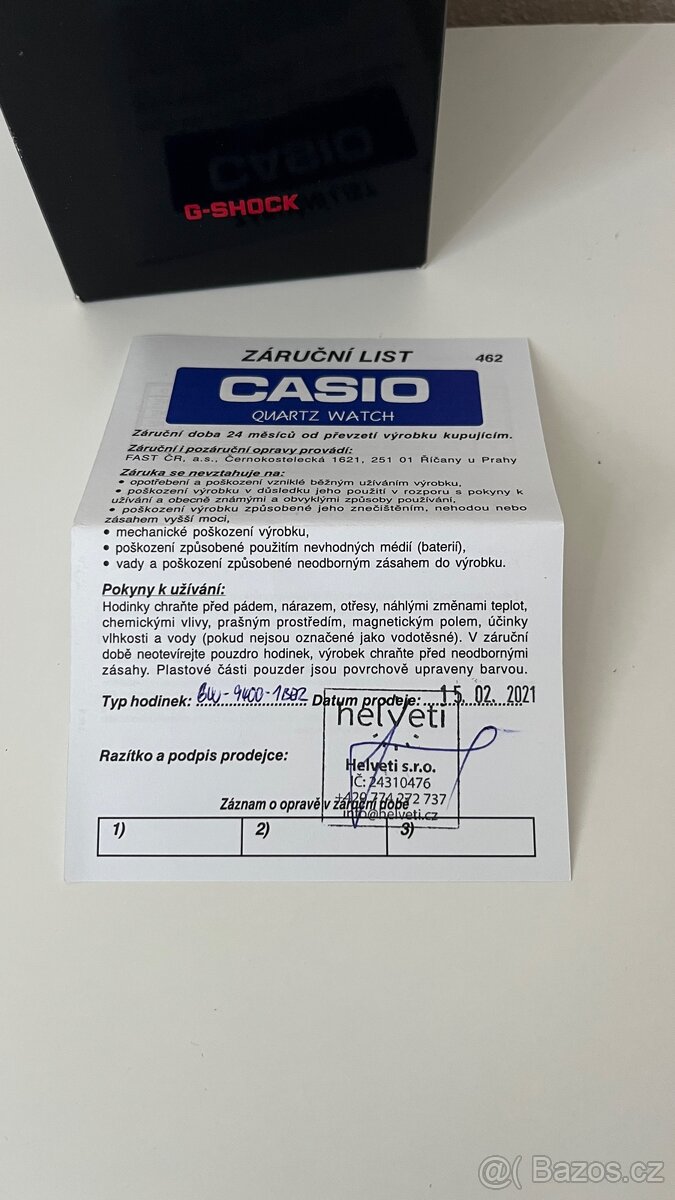 CASIO
G-SHOCK
ZÁRUČNÍ LIST 462
CASIO
QUARTZ WATCH
Záruční doba 24 měsíců od převzetí výrobku kupujícím.
Záruční i pozáruční opravy provádí:
FAST ČR, a.s., Černokostelecká 1621, 251 01 Říčany u Prahy
Záruka se nevztahuje na:
• opotřebení a poškození vzniklé běžným užíváním výrobku,
• poškození výrobku v důsledku jeho použití v rozporu s pokyny k
užívání a obecně známými a obvyklými způsoby používání,
• poškození výrobku způsobené jeho znečištěním, nehodou nebo
zásahem vyšší moci,
• mechanické poškození výrobku,
• poškození způsobené použitím nevhodných médií (baterií),
• vady a poškození způsobené neodborným zásahem do výrobku.
Pokyny k užívání:
Hodinky chraňte před pádem, nárazem, otřesy, náhlými změnami teplot,
chemickými vlivy, prašným prostředím, magnetickým polem, účinky
vlhkosti a vody (pokud nejsou označené jako vodotěsné). V záruční
době neotevírejte pouzdro hodinek, výrobek chraňte před neodbornými
zásahy. Plastové části pouzder jsou povrchově upraveny barvou.
Typ hodinek: GW-9400-1BDZ Datum prodeje: 15. 02. 2021
helveti
Razítko a podpis prodejce:
Helveti s.r.o.
IČ: 24310476
+420 774 272 737
info@helveti.cz
Záznam o opravě v záruční době
1) 2) 3)
@( Bazos.cz